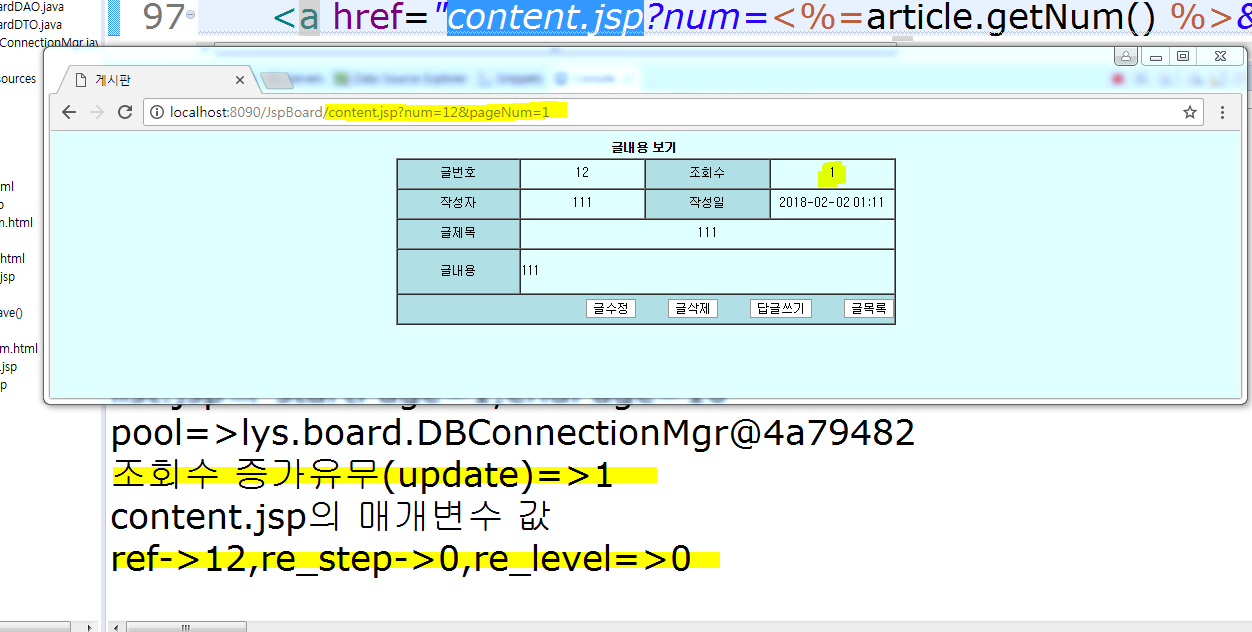 ardDAO.java
ardDTO.java
ConnectionMgr.jav
sources
ml
p
m.html
html
jsp
ave()
m.html
.jsp
p
97 <a href="content.jsp?num=<%=article.getNum() %>&
게시판
localhost:8090/JspBoard/content.jsp?num=12&pageNum=1
글내용 보기
글번호 12 조회수 1
작성자 111 작성일 2018-02-02 01:11
글제목 111
글내용 111
글수정 글삭제 답글쓰기 글목록
pool=>lys.board.DBConnectionMgr@4a79482
조회수 증가유무(update)=>1
content.jsp의 매개변수 값
ref->12,re_step->0,re_level=>0